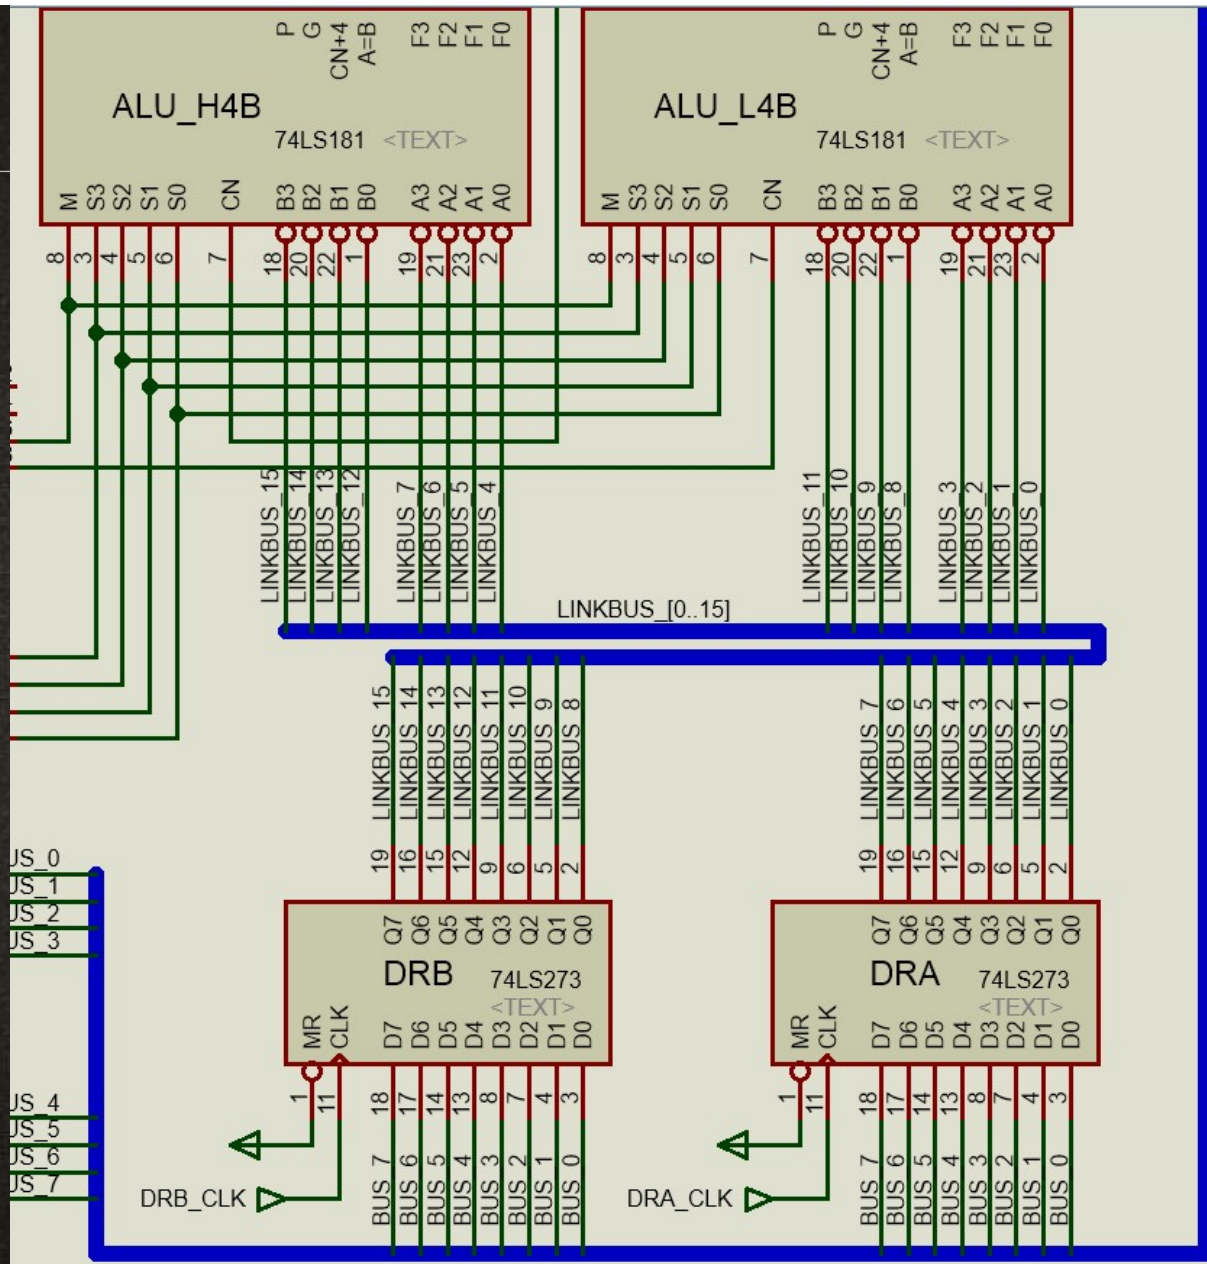 P G CN+4 A=B F3 F2 F1 F0
P G CN+4 A=B F3 F2 F1 F0
ALU_H4B
ALU_L4B
74LS181 <TEXT>
74LS181 <TEXT>
M S3 S2 S1 S0 CN B3 B2 B1 B0 A3 A2 A1 A0
M S3 S2 S1 S0 CN B3 B2 B1 B0 A3 A2 A1 A0
8 3 4 5 6 7 18 20 22 1 19 21 23 2
8 3 4 5 6 7 18 20 22 1 19 21 23 2
LINKBUS_15
LINKBUS_14
LINKBUS_13
LINKBUS_12
LINKBUS_7
LINKBUS_6
LINKBUS_5
LINKBUS_4
LINKBUS_11
LINKBUS_10
LINKBUS_9
LINKBUS_8
LINKBUS_3
LINKBUS_2
LINKBUS_1
LINKBUS_0
LINKBUS_[0..15]
LINKBUS_15
LINKBUS_14
LINKBUS_13
LINKBUS_12
LINKBUS_11
LINKBUS_10
LINKBUS_9
LINKBUS_8
LINKBUS_7
LINKBUS_6
LINKBUS_5
LINKBUS_4
LINKBUS_3
LINKBUS_2
LINKBUS_1
LINKBUS_0
19 16 15 12 9 6 5 2
19 16 15 12 9 6 5 2
US_0
US_1
US_2
US_3
Q7 Q6 Q5 Q4 Q3 Q2 Q1 Q0
Q7 Q6 Q5 Q4 Q3 Q2 Q1 Q0
DRB
74LS273
<TEXT>
DRA
74LS273
<TEXT>
MR CLK D7 D6 D5 D4 D3 D2 D1 D0
MR CLK D7 D6 D5 D4 D3 D2 D1 D0
1 11 18 17 14 13 8 7 4 3
1 11 18 17 14 13 8 7 4 3
US_4
US_5
US_6
US_7
DRB_CLK
BUS_7
BUS_6
BUS_5
BUS_4
BUS_3
BUS_2
BUS_1
BUS_0
DRA_CLK
BUS_7
BUS_6
BUS_5
BUS_4
BUS_3
BUS_2
BUS_1
BUS_0